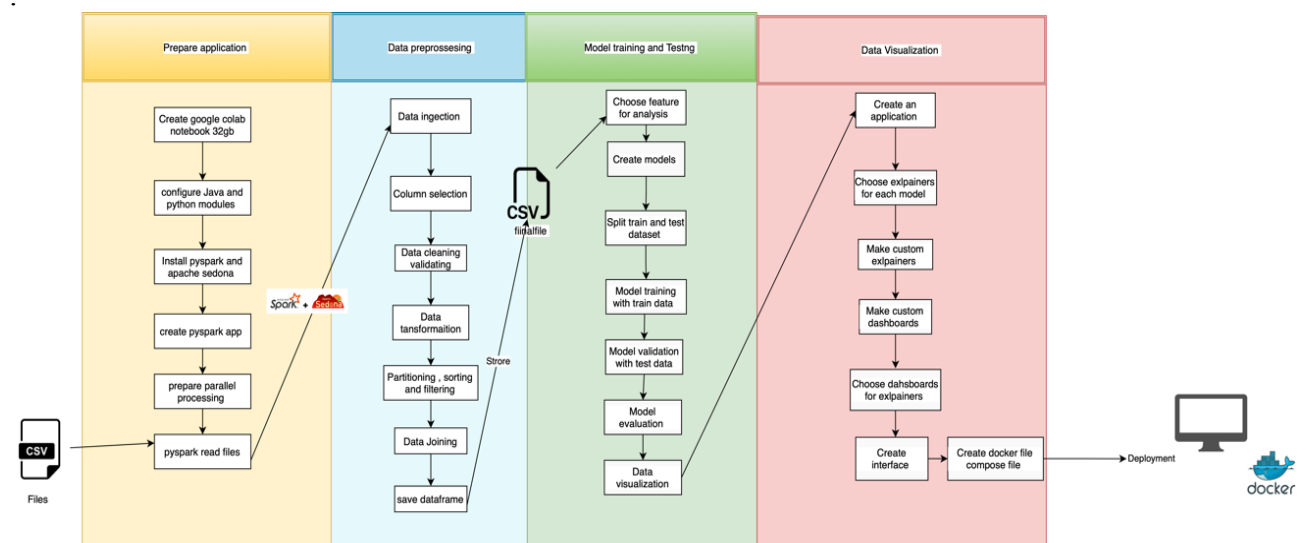 Prepare application
Data preprossesing
Model training and Testng
Data Visualization
Create google colab
notebook 32gb
configure Java and
python modules
Install pyspark and
apache sedona
create pyspark app
prepare parallel
processing
pyspark read files
CSV
Files
Spark
+
Sedona
Data ingestion
Column selection
Data cleaning
validating
Data
tansformaition
Partitioning , sorting
and filtering
Data Joining
save dataframe
Strore
CSV
fiinalfile
Choose feature
for analysis
Create models
Split train and test
dataset
Model training
with train data
Model validation
with test data
Model
evaluation
Data
visualization
Create an
application
Choose exlpainers
for each model
Make custom
exlpainers
Make custom
dashboards
Choose dahsboards
for exlpainers
Create
interface
Create docker file
compose file
Deployment
docker